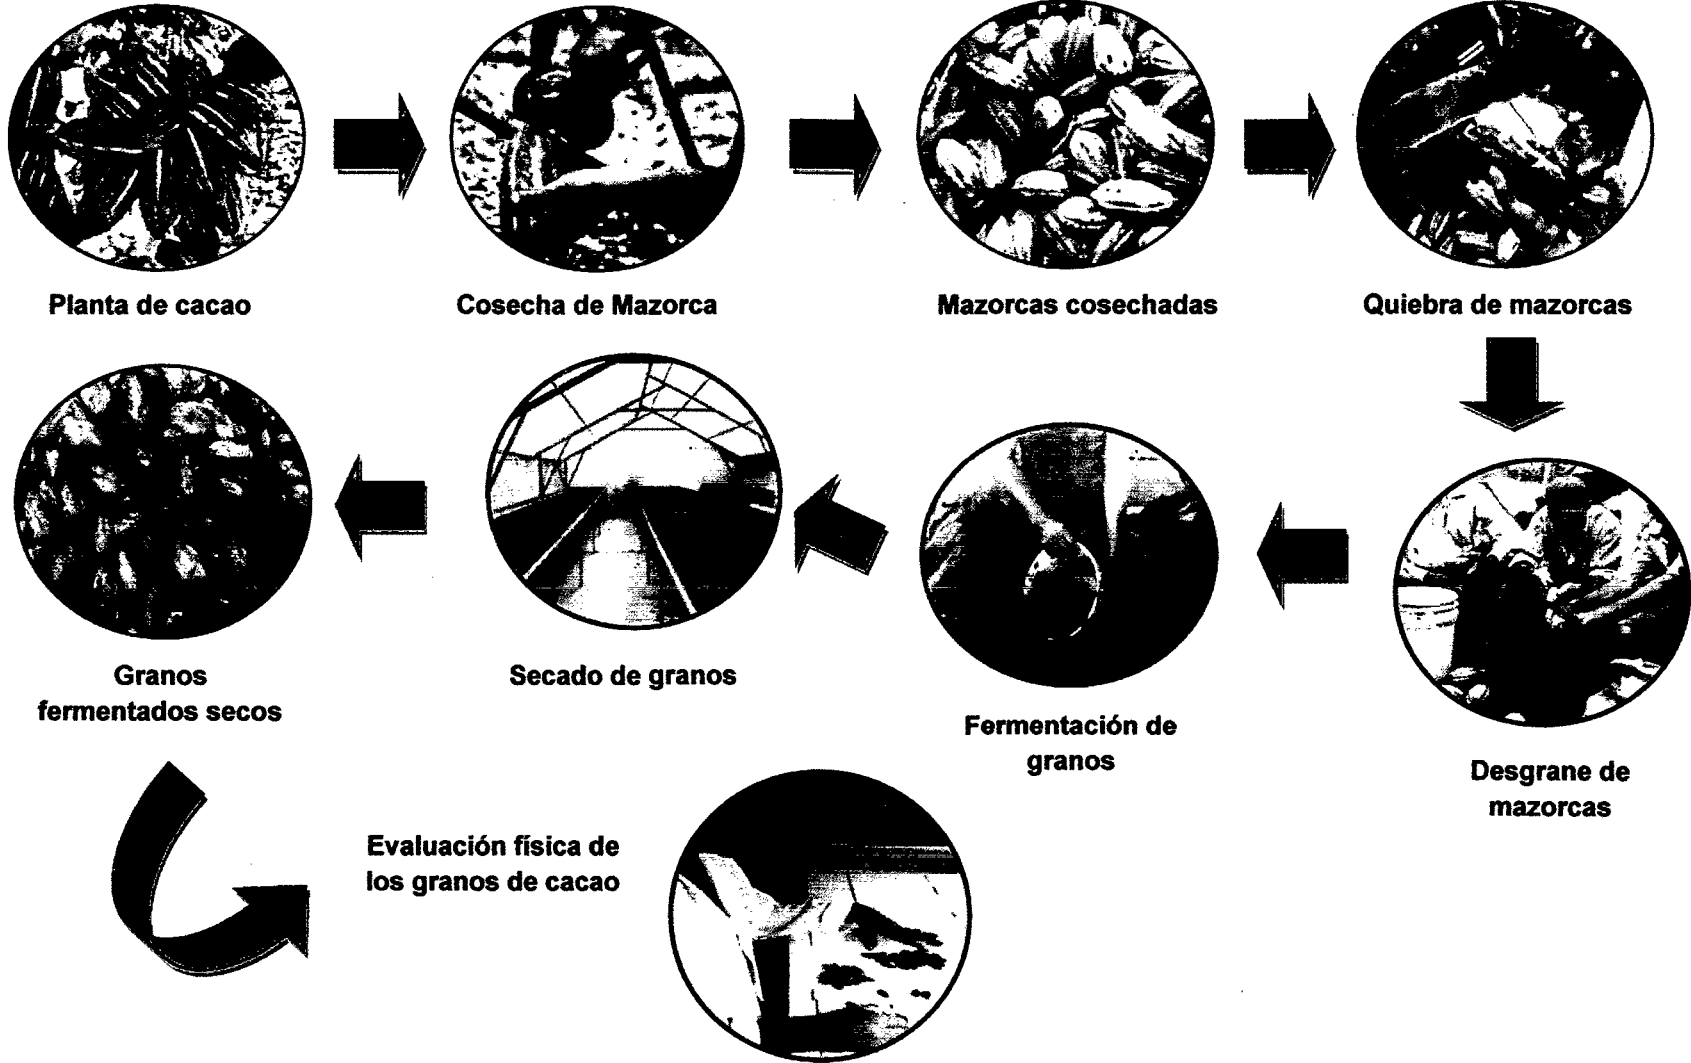 Planta de cacao
Cosecha de Mazorca
Mazorcas cosechadas
Quiebra de mazorcas
Desgrane de
mazorcas
Fermentación de
granos
Secado de granos
Granos
fermentados secos
Evaluación física de
los granos de cacao